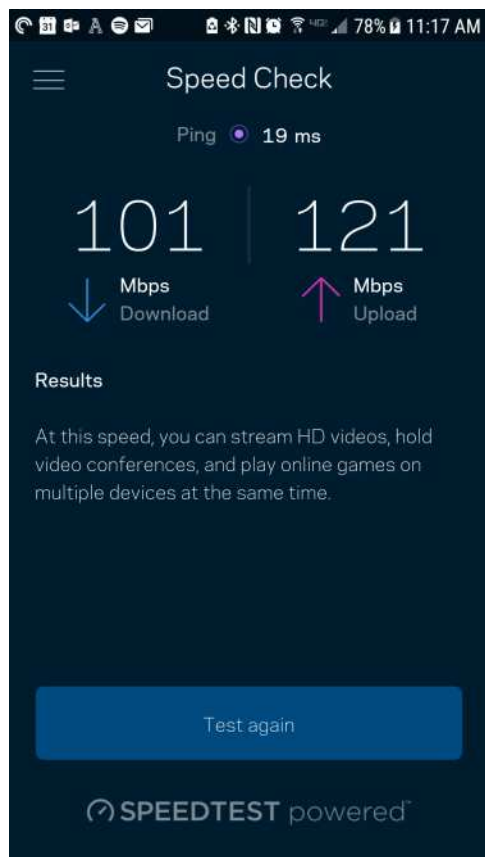 31 78% 11:17 AM
Speed Check
Ping 19 ms
101 121
Mbps Mbps
Download Upload
Results
At this speed, you can stream HD videos, hold
video conferences, and play online games on
multiple devices at the same time.
Test again
SPEEDTEST powered